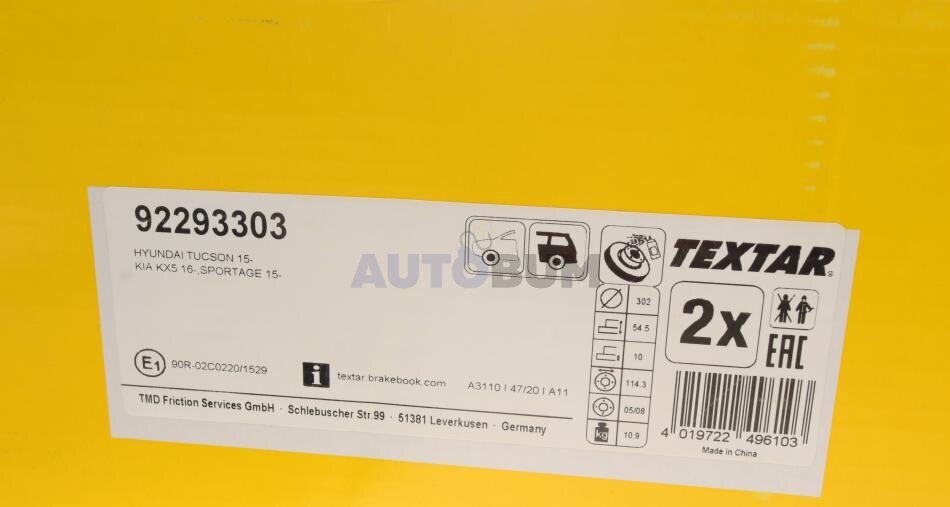 92293303
HYUNDAI TUCSON 15-
KIA KX5 16-,SPORTAGE 15-
AUTOBUM
TEXTAR®
302
54.5
10
114.3
05/08
kg 10.9
2x
EAC
E1 90R-02C0220/1529
i textar.brakebook.com
A3110 I 47/20 I A11
TMD Friction Services GmbH · Schlebuscher Str.99 · 51381 Leverkusen · Germany
4 019722 496103
Made in China